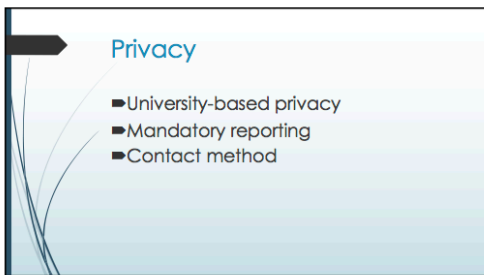 Privacy
University-based privacy
Mandatory reporting
Contact method